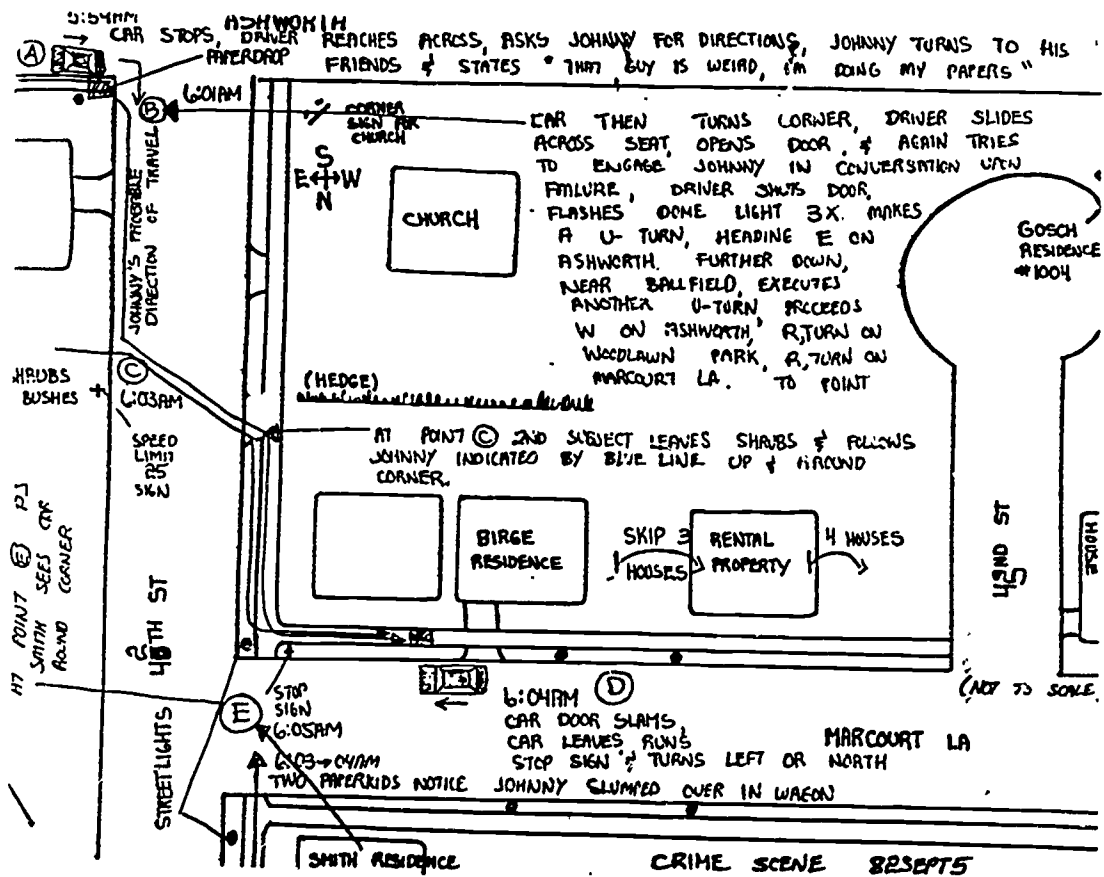 5:54AM
ASHWORTH
A
CAR STOPS, DRIVER REACHES ACROSS, ASKS JOHNNY FOR DIRECTIONS, JOHNNY TURNS TO HIS
PAPERDROP
FRIENDS & STATES "THAT GUY IS WEIRD, I'M DOING MY PAPERS"
B
6:01AM
CORNER
SIGN FOR
CHURCH
CAR THEN TURNS CORNER, DRIVER SLIDES
ACROSS SEAT, OPENS DOOR, & AGAIN TRIES
TO ENGAGE JOHNNY IN CONVERSATION UPON
FAILURE, DRIVER SHUTS DOOR,
FLASHES DOME LIGHT 3X. MAKES
A U-TURN, HEADING E ON
ASHWORTH. FURTHER DOWN,
NEAR BALLFIELD, EXECUTES
ANOTHER U-TURN PROCEEDS
W ON ASHWORTH, R,TURN ON
WOODLAWN PARK, R,TURN ON
MARCOURT LA. TO POINT
S
E W
N
CHURCH
GOSCH
RESIDENCE
#1004
JOHNNY'S PROBABLE
DIRECTION OF TRAVEL
C
6:03AM
HRUBS
BUSHES
SPEED
LIMIT
25
SIGN
(HEDGE)
AT POINT C 2ND SUBJECT LEAVES SHRUBS & FOLLOWS
JOHNNY INDICATED BY BLUE LINE UP & AROUND
CORNER.
BIRGE
RESIDENCE
SKIP 3
HOUSES
RENTAL
PROPERTY
4 HOUSES
42ND ST
HOUSE
AT POINT E
SMITH SEES CAR
ROUND CORNER
42TH ST
STREETLIGHTS
STOP
SIGN
E
6:05AM
6:04AM D
CAR DOOR SLAMS,
CAR LEAVES, RUNS
STOP SIGN & TURNS LEFT OR NORTH
MARCOURT LA
(NOT TO SCALE
6:03→04AM
TWO PAPERKIDS NOTICE JOHNNY SLUMPED OVER IN WAGON
SMITH RESIDENCE
CRIME SCENE 82SEPT5